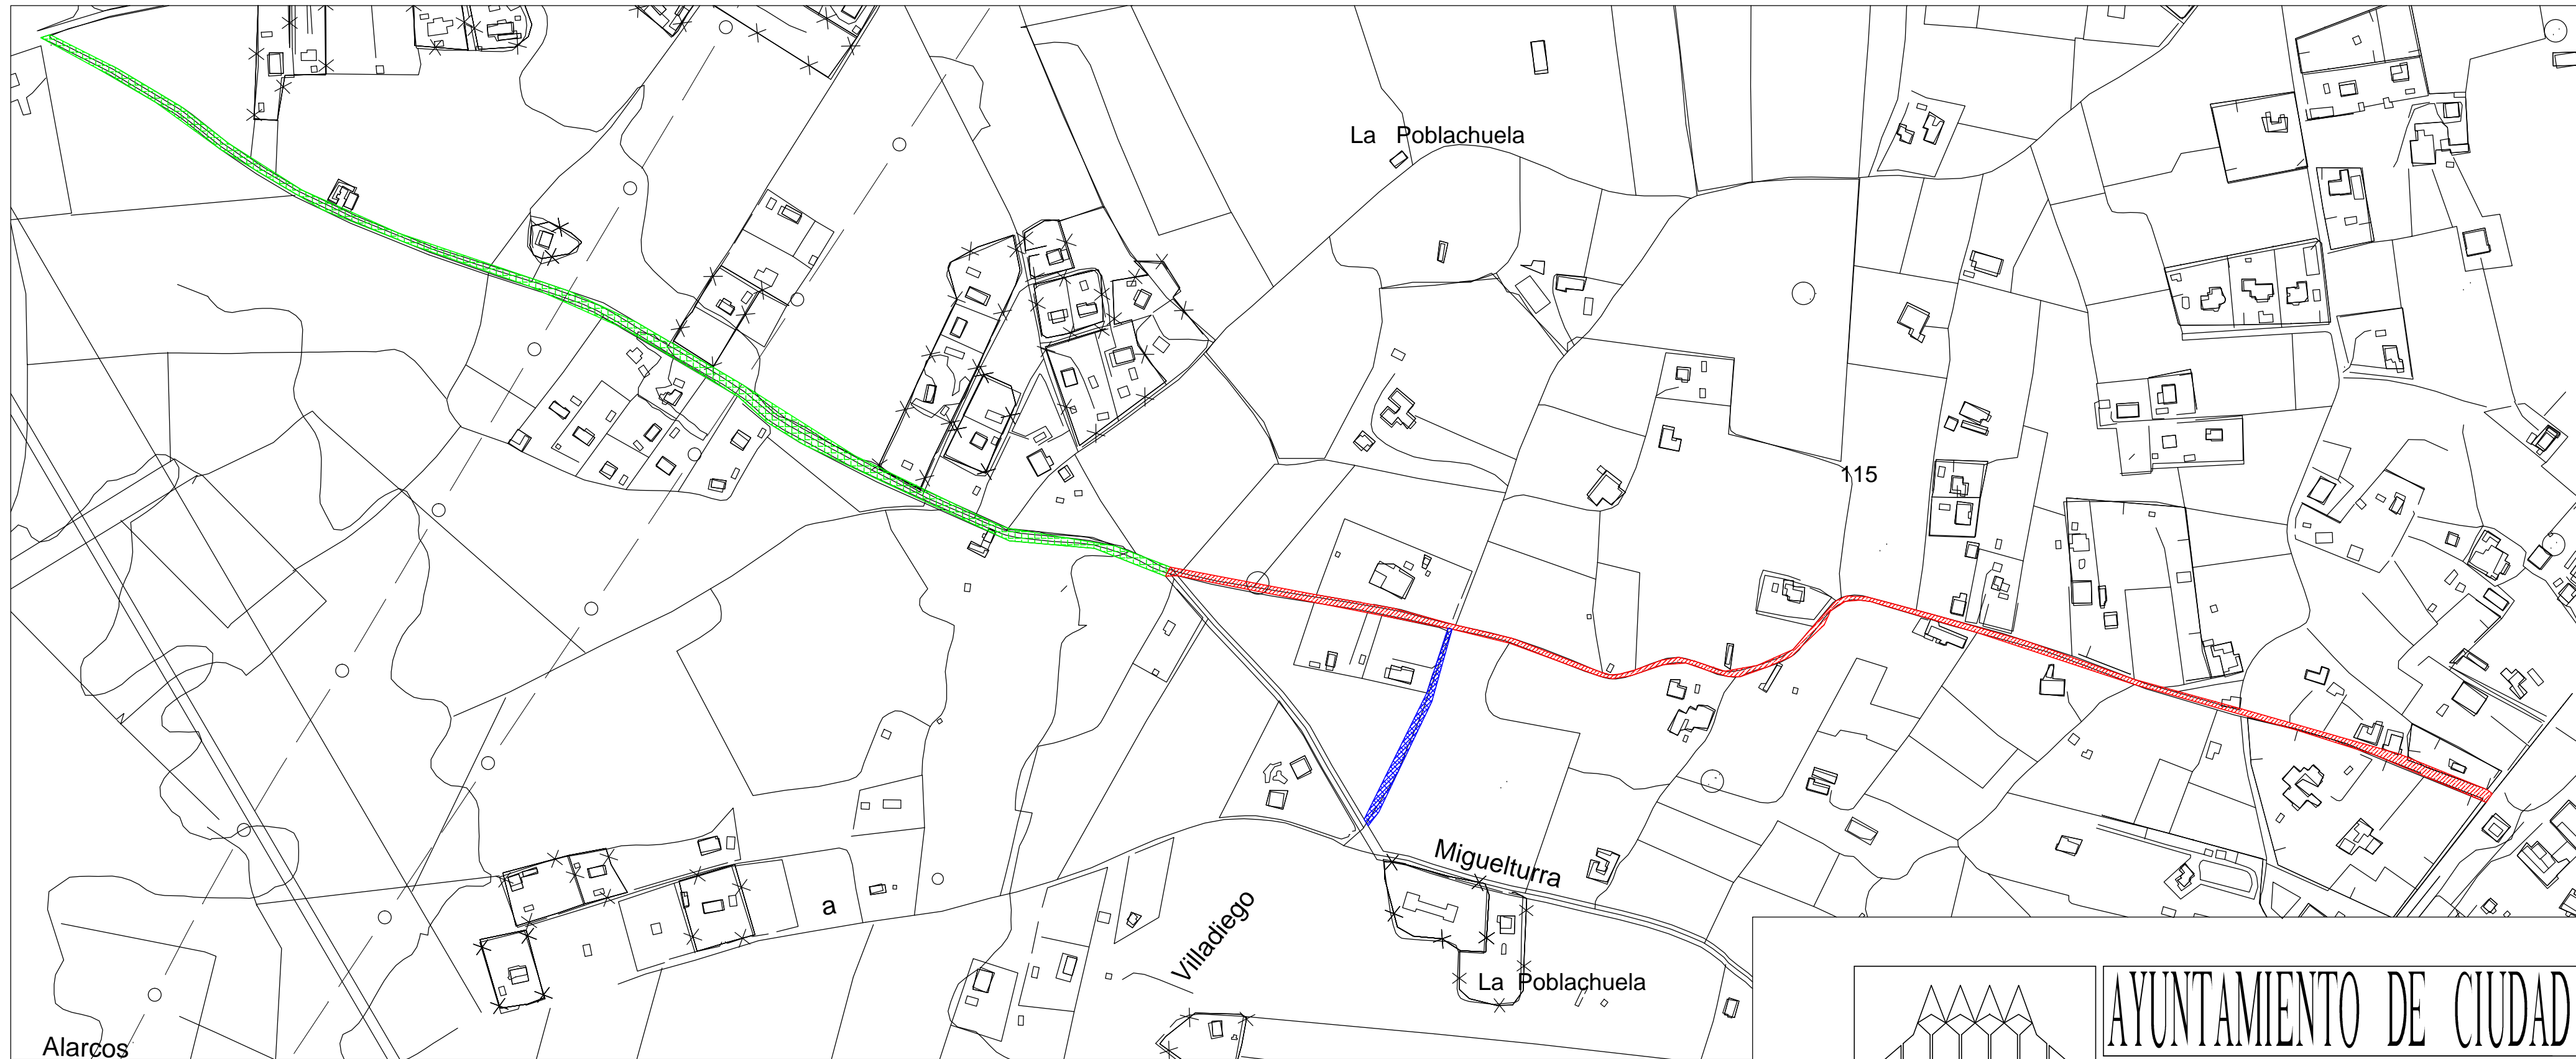 La Poblachuela
115
Miguelturra
a
Villadiego
La Poblachuela
Alarcos
AYUNTAMIENTO DE CIUDAD